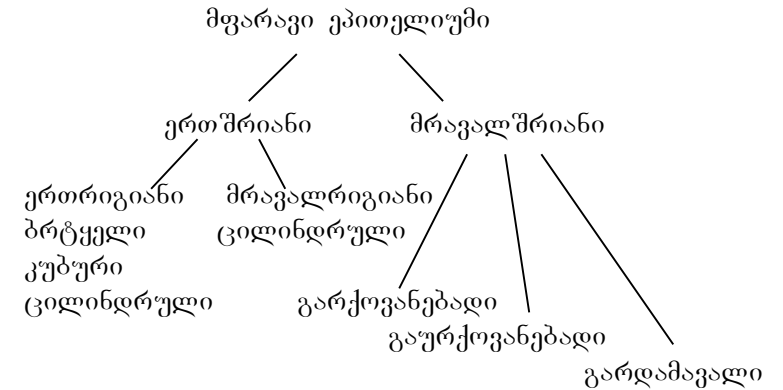 მფარავი ეპითელიუმი
ერთშრიანი მრავალშრიანი
ერთრიგიანი მრავალრიგიანი
ბრტყელი ცილინდრული
კუბური
ცილინდრული გარქოვანებადი
გაურქოვანებადი
გარდამავალი